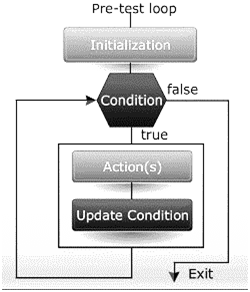 Pre-test loop
Initialization
false
Condition
true
Action(s)
Update Condition
Exit